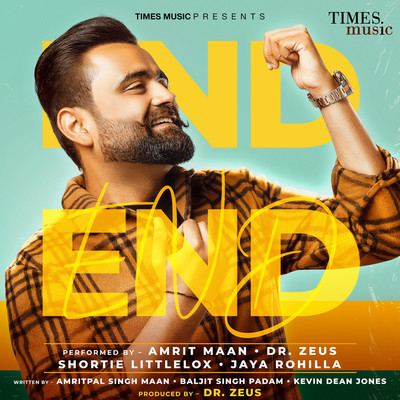 TIMES MUSIC PRESENTS
TIMES.
music
END
END
END
PERFORMED BY - AMRIT MAAN • DR. ZEUS
SHORTIE LITTLELOX • JAYA ROHILLA
WRITTEN BY - AMRITPAL SINGH MAAN • BALJIT SINGH PADAM • KEVIN DEAN JONES
PRODUCED BY - DR. ZEUS